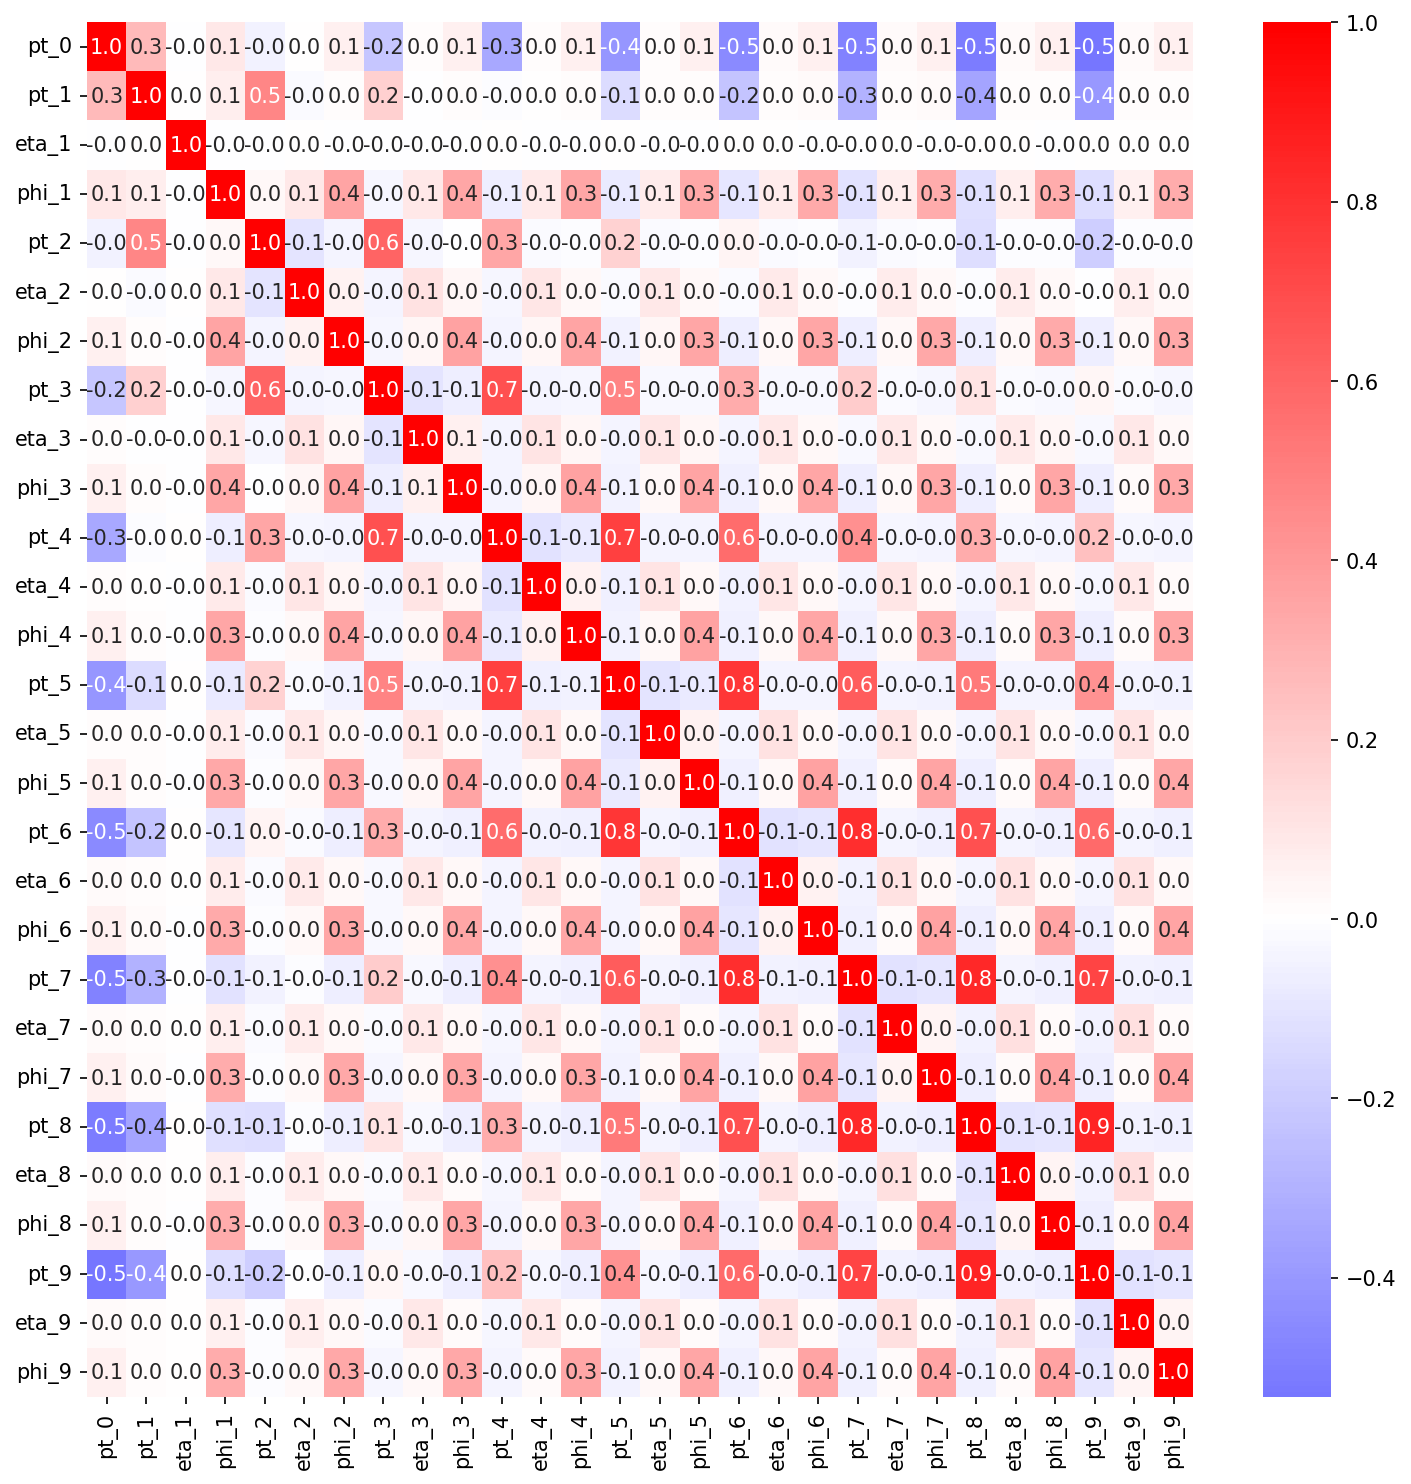 pt_0 1.0 0.3 -0.0 0.1 -0.0 0.0 0.1 -0.2 0.0 0.1 -0.3 0.0 0.1 -0.4 0.0 0.1 -0.5 0.0 0.1 -0.5 0.0 0.1 -0.5 0.0 0.1 -0.5 0.0 0.1
pt_1 0.3 1.0 0.0 0.1 0.5 -0.0 0.0 0.2 -0.0 0.0 -0.0 0.0 0.0 -0.1 0.0 0.0 -0.2 0.0 0.0 -0.3 0.0 0.0 -0.4 0.0 0.0 -0.4 0.0 0.0
eta_1 -0.0 0.0 1.0 -0.0 -0.0 0.0 -0.0 -0.0 -0.0 -0.0 0.0 -0.0 -0.0 0.0 -0.0 -0.0 0.0 0.0 -0.0 -0.0 0.0 -0.0 -0.0 0.0 -0.0 0.0 0.0 0.0
phi_1 0.1 0.1 -0.0 1.0 0.0 0.1 0.4 -0.0 0.1 0.4 -0.1 0.1 0.3 -0.1 0.1 0.3 -0.1 0.1 0.3 -0.1 0.1 0.3 -0.1 0.1 0.3 -0.1 0.1 0.3
pt_2 -0.0 0.5 -0.0 0.0 1.0 -0.1 -0.0 0.6 -0.0 -0.0 0.3 -0.0 -0.0 0.2 -0.0 -0.0 0.0 -0.0 -0.0 -0.1 -0.0 -0.0 -0.1 -0.0 -0.0 -0.2 -0.0 -0.0
eta_2 0.0 -0.0 0.0 0.1 -0.1 1.0 0.0 -0.0 0.1 0.0 -0.0 0.1 0.0 -0.0 0.1 0.0 -0.0 0.1 0.0 -0.0 0.1 0.0 -0.0 0.1 0.0 -0.0 0.1 0.0
phi_2 0.1 0.0 -0.0 0.4 -0.0 0.0 1.0 -0.0 0.0 0.4 -0.0 0.0 0.4 -0.1 0.0 0.3 -0.1 0.0 0.3 -0.1 0.0 0.3 -0.1 0.0 0.3 -0.1 0.0 0.3
pt_3 -0.2 0.2 -0.0 -0.0 0.6 -0.0 -0.0 1.0 -0.1 -0.1 0.7 -0.0 -0.0 0.5 -0.0 -0.0 0.3 -0.0 -0.0 0.2 -0.0 -0.0 0.1 -0.0 -0.0 0.0 -0.0 -0.0
eta_3 0.0 -0.0 -0.0 0.1 -0.0 0.1 0.0 -0.1 1.0 0.1 -0.0 0.1 0.0 -0.0 0.1 0.0 -0.0 0.1 0.0 -0.0 0.1 0.0 -0.0 0.1 0.0 -0.0 0.1 0.0
phi_3 0.1 0.0 -0.0 0.4 -0.0 0.0 0.4 -0.1 0.1 1.0 -0.0 0.0 0.4 -0.1 0.0 0.4 -0.1 0.0 0.4 -0.1 0.0 0.3 -0.1 0.0 0.3 -0.1 0.0 0.3
pt_4 -0.3 -0.0 0.0 -0.1 0.3 -0.0 -0.0 0.7 -0.0 -0.0 1.0 -0.1 -0.1 0.7 -0.0 -0.0 0.6 -0.0 -0.0 0.4 -0.0 -0.0 0.3 -0.0 -0.0 0.2 -0.0 -0.0
eta_4 0.0 0.0 -0.0 0.1 -0.0 0.1 0.0 -0.0 0.1 0.0 -0.1 1.0 0.0 -0.1 0.1 0.0 -0.0 0.1 0.0 -0.0 0.1 0.0 -0.0 0.1 0.0 -0.0 0.1 0.0
phi_4 0.1 0.0 -0.0 0.3 -0.0 0.0 0.4 -0.0 0.0 0.4 -0.1 0.0 1.0 -0.1 0.0 0.4 -0.1 0.0 0.4 -0.1 0.0 0.3 -0.1 0.0 0.3 -0.1 0.0 0.3
pt_5 -0.4 -0.1 0.0 -0.1 0.2 -0.0 -0.1 0.5 -0.0 -0.1 0.7 -0.1 -0.1 1.0 -0.1 -0.1 0.8 -0.0 -0.0 0.6 -0.0 -0.1 0.5 -0.0 -0.0 0.4 -0.0 -0.1
eta_5 0.0 0.0 -0.0 0.1 -0.0 0.1 0.0 -0.0 0.1 0.0 -0.0 0.1 0.0 -0.1 1.0 0.0 -0.0 0.1 0.0 -0.0 0.1 0.0 -0.0 0.1 0.0 -0.0 0.1 0.0
phi_5 0.1 0.0 -0.0 0.3 -0.0 0.0 0.3 -0.0 0.0 0.4 -0.0 0.0 0.4 -0.1 0.0 1.0 -0.1 0.0 0.4 -0.1 0.0 0.4 -0.1 0.0 0.4 -0.1 0.0 0.4
pt_6 -0.5 -0.2 0.0 -0.1 0.0 -0.0 -0.1 0.3 -0.0 -0.1 0.6 -0.0 -0.1 0.8 -0.0 -0.1 1.0 -0.1 -0.1 0.8 -0.0 -0.1 0.7 -0.0 -0.1 0.6 -0.0 -0.1
eta_6 0.0 0.0 0.0 0.1 -0.0 0.1 0.0 -0.0 0.1 0.0 -0.0 0.1 0.0 -0.0 0.1 0.0 -0.1 1.0 0.0 -0.1 0.1 0.0 -0.0 0.1 0.0 -0.0 0.1 0.0
phi_6 0.1 0.0 -0.0 0.3 -0.0 0.0 0.3 -0.0 0.0 0.4 -0.0 0.0 0.4 -0.0 0.0 0.4 -0.1 0.0 1.0 -0.1 0.0 0.4 -0.1 0.0 0.4 -0.1 0.0 0.4
pt_7 -0.5 -0.3 -0.0 -0.1 -0.1 -0.0 -0.1 0.2 -0.0 -0.1 0.4 -0.0 -0.1 0.6 -0.0 -0.1 0.8 -0.1 -0.1 1.0 -0.1 -0.1 0.8 -0.0 -0.1 0.7 -0.0 -0.1
eta_7 0.0 0.0 0.0 0.1 -0.0 0.1 0.0 -0.0 0.1 0.0 -0.0 0.1 0.0 -0.0 0.1 0.0 -0.0 0.1 0.0 -0.1 1.0 0.0 -0.0 0.1 0.0 -0.0 0.1 0.0
phi_7 0.1 0.0 -0.0 0.3 -0.0 0.0 0.3 -0.0 0.0 0.3 -0.0 0.0 0.3 -0.1 0.0 0.4 -0.1 0.0 0.4 -0.1 0.0 1.0 -0.1 0.0 0.4 -0.1 0.0 0.4
pt_8 -0.5 -0.4 -0.0 -0.1 -0.1 -0.0 -0.1 0.1 -0.0 -0.1 0.3 -0.0 -0.1 0.5 -0.0 -0.1 0.7 -0.0 -0.1 0.8 -0.0 -0.1 1.0 -0.1 -0.1 0.9 -0.1 -0.1
eta_8 0.0 0.0 0.0 0.1 -0.0 0.1 0.0 -0.0 0.1 0.0 -0.0 0.1 0.0 -0.0 0.1 0.0 -0.0 0.1 0.0 -0.0 0.1 0.0 -0.1 1.0 0.0 -0.0 0.1 0.0
phi_8 0.1 0.0 -0.0 0.3 -0.0 0.0 0.3 -0.0 0.0 0.3 -0.0 0.0 0.3 -0.0 0.0 0.4 -0.1 0.0 0.4 -0.1 0.0 0.4 -0.1 0.0 1.0 -0.1 0.0 0.4
pt_9 -0.5 -0.4 0.0 -0.1 -0.2 -0.0 -0.1 0.0 -0.0 -0.1 0.2 -0.0 -0.1 0.4 -0.0 -0.1 0.6 -0.0 -0.1 0.7 -0.0 -0.1 0.9 -0.0 -0.1 1.0 -0.1 -0.1
eta_9 0.0 0.0 0.0 0.1 -0.0 0.1 0.0 -0.0 0.1 0.0 -0.0 0.1 0.0 -0.0 0.1 0.0 -0.0 0.1 0.0 -0.0 0.1 0.0 -0.1 0.1 0.0 -0.1 1.0 0.0
phi_9 0.1 0.0 0.0 0.3 -0.0 0.0 0.3 -0.0 0.0 0.3 -0.0 0.0 0.3 -0.1 0.0 0.4 -0.1 0.0 0.4 -0.1 0.0 0.4 -0.1 0.0 0.4 -0.1 0.0 1.0
pt_0 pt_1 eta_1 phi_1 pt_2 eta_2 phi_2 pt_3 eta_3 phi_3 pt_4 eta_4 phi_4 pt_5 eta_5 phi_5 pt_6 eta_6 phi_6 pt_7 eta_7 phi_7 pt_8 eta_8 phi_8 pt_9 eta_9 phi_9
1.0
0.8
0.6
0.4
0.2
0.0
−0.2
−0.4